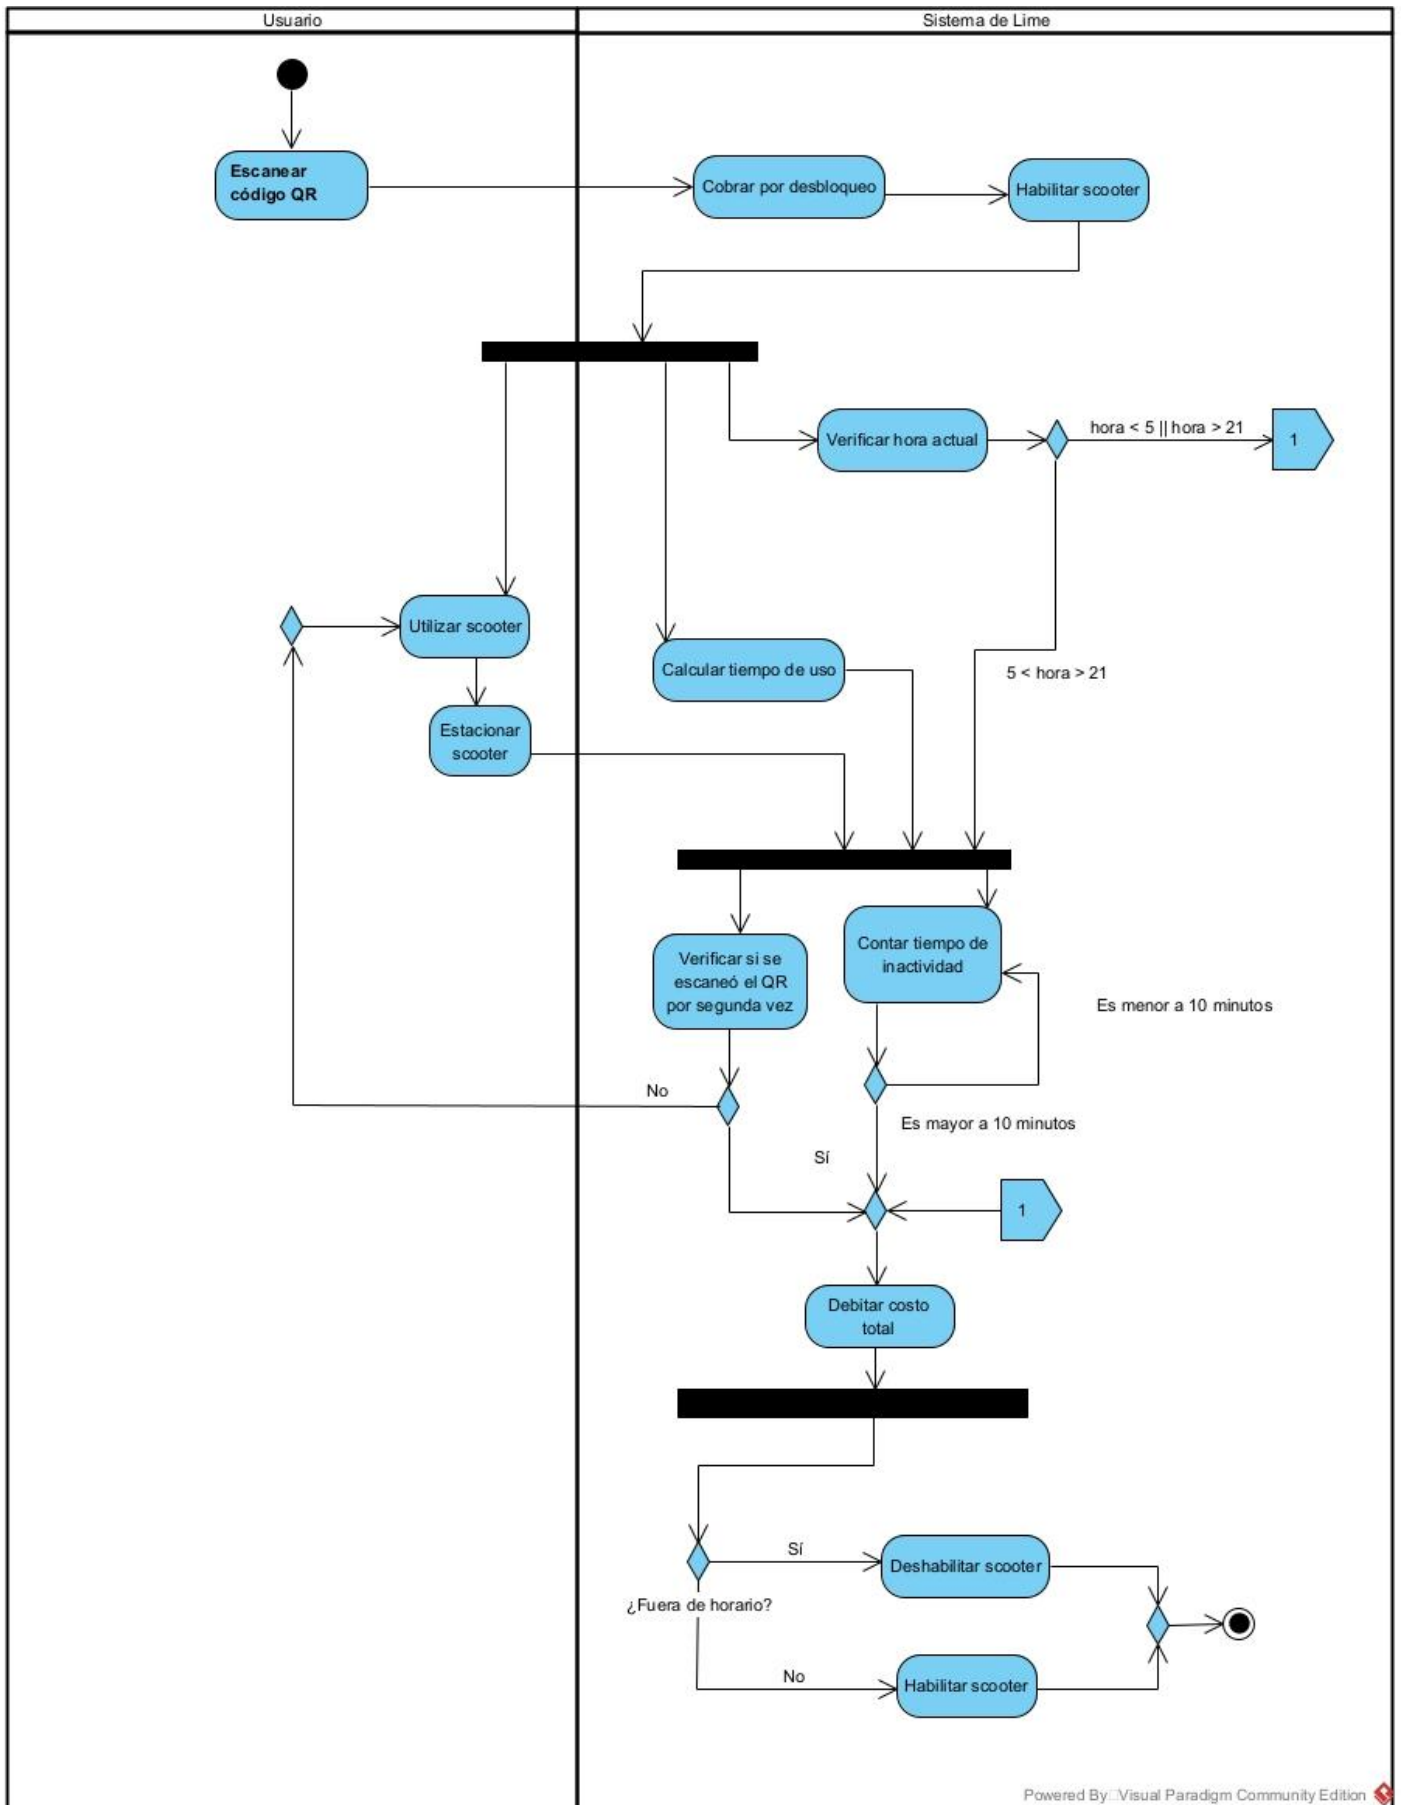 Usuario
Sistema de Lime
Escanear
código QR
Cobrar por desbloqueo
Habilitar scooter
Verificar hora actual
hora < 5 || hora > 21
1
Utilizar scooter
Calcular tiempo de uso
5 < hora > 21
Estacionar
scooter
Verificar si se
escaneó el QR
por segunda vez
Contar tiempo de
inactividad
Es menor a 10 minutos
No
Es mayor a 10 minutos
Sí
1
Debitar costo
total
Sí
Deshabilitar scooter
¿Fuera de horario?
No
Habilitar scooter
Powered By Visual Paradigm Community Edition